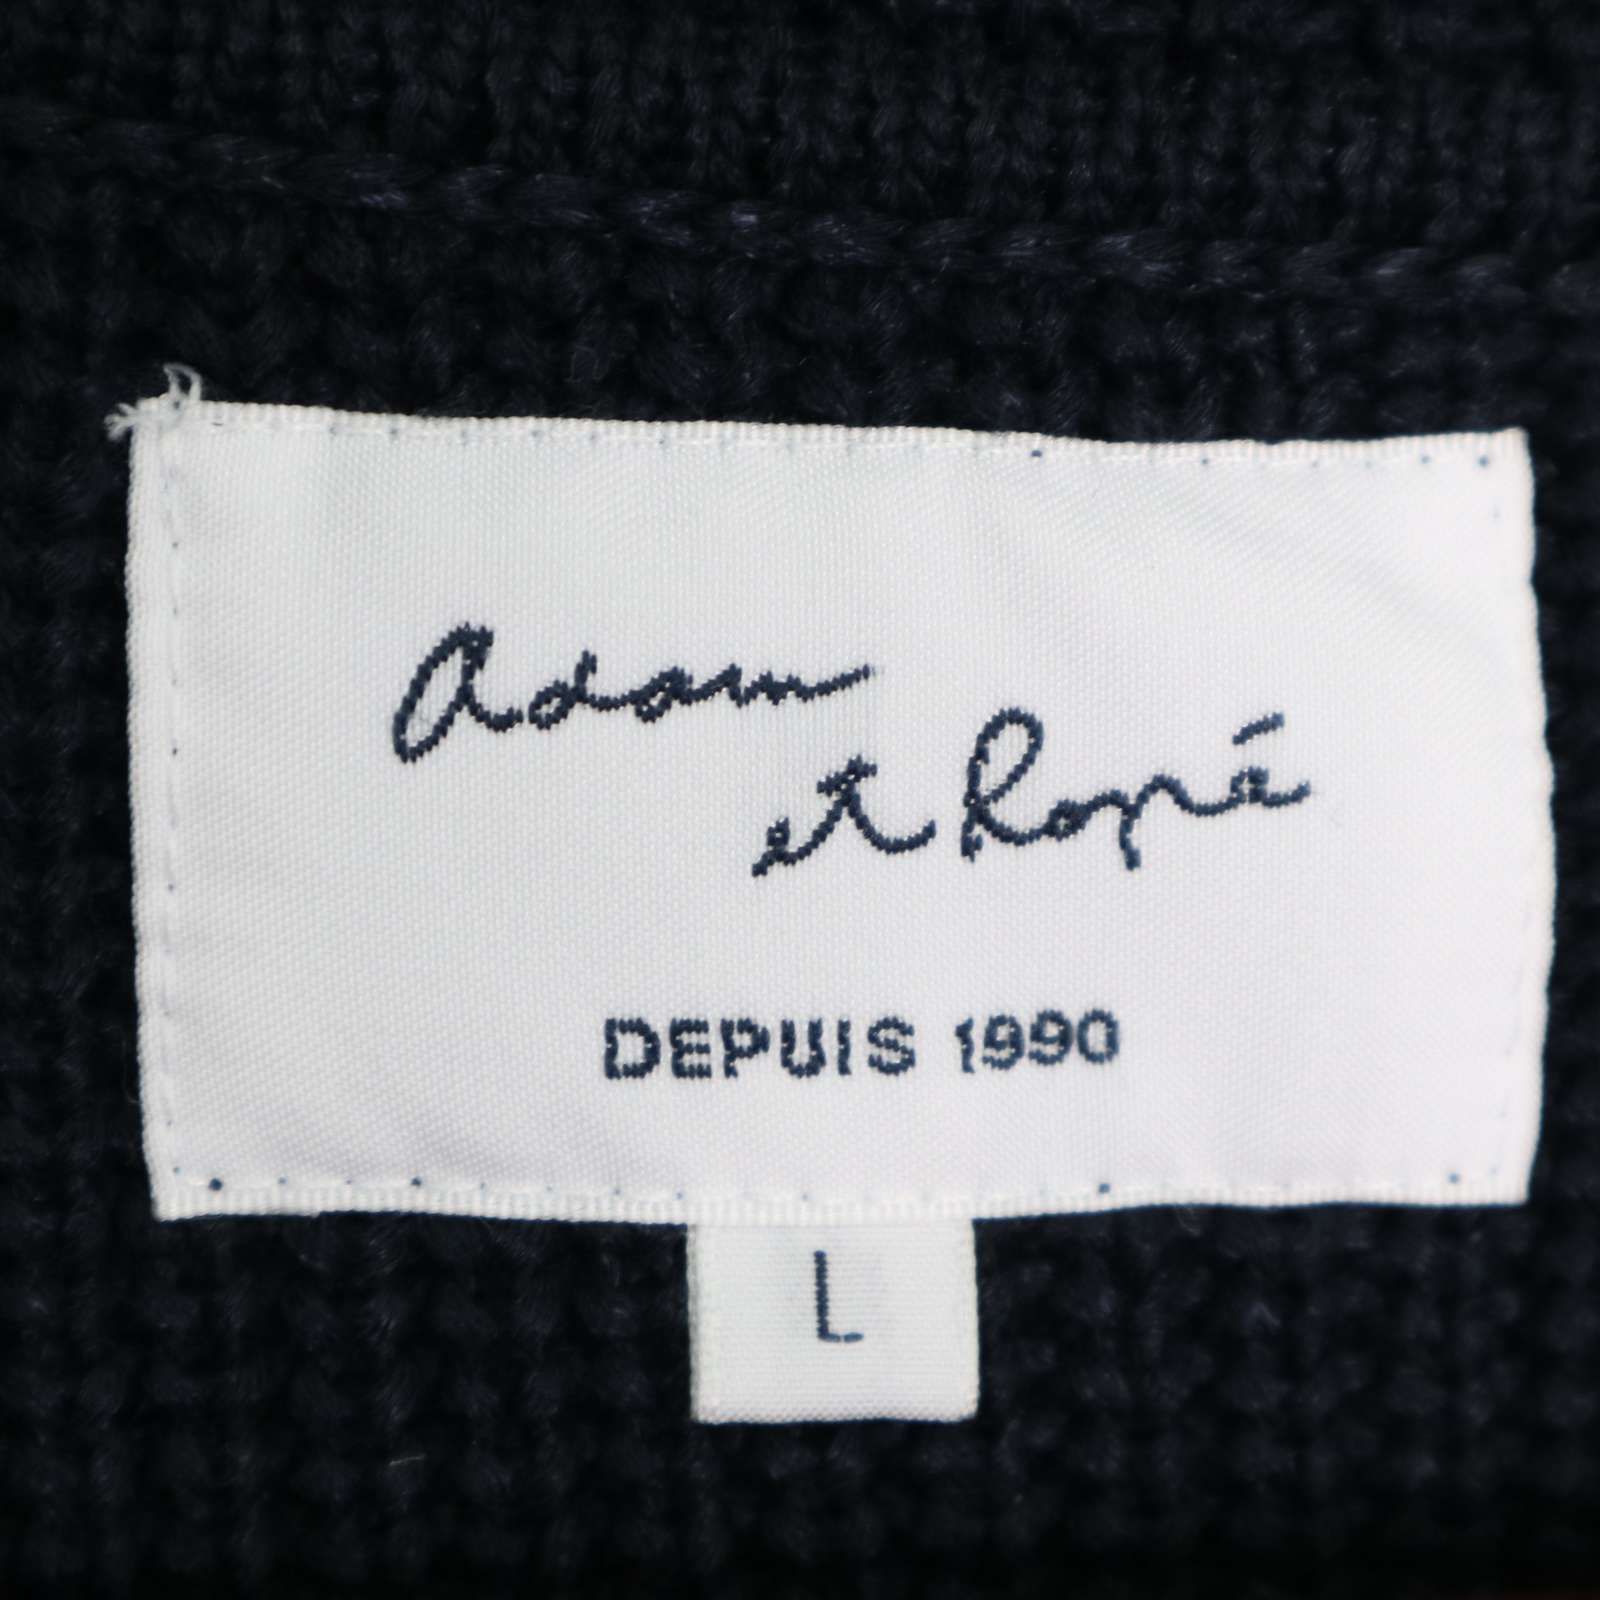 Adam
et Ropé
DEPUIS 1990
L